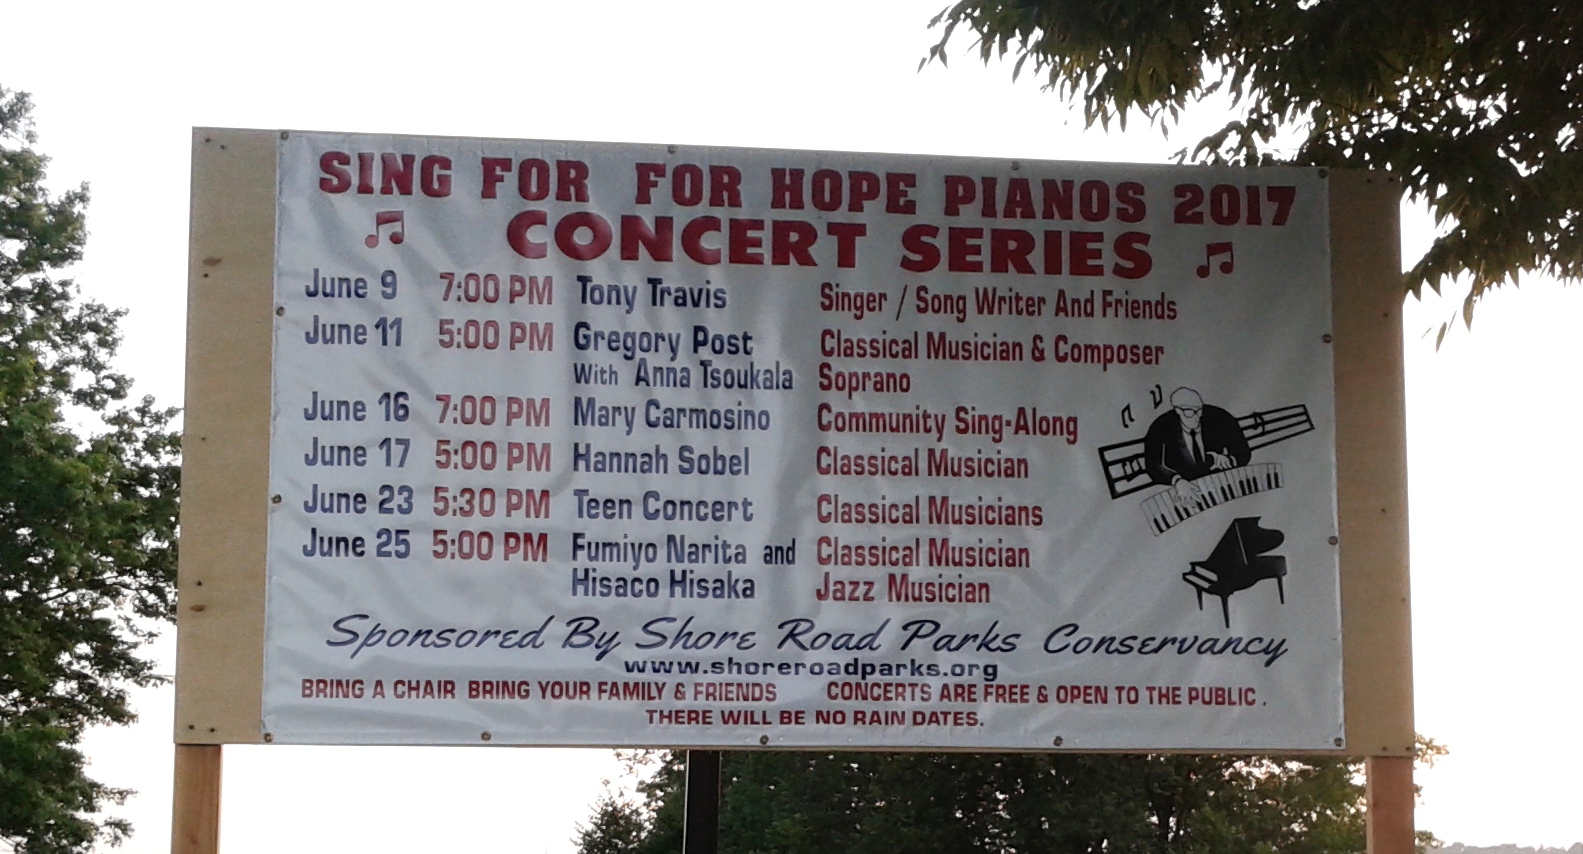 SING FOR FOR HOPE PIANOS 2017
CONCERT SERIES
June 9 7:00 PM Tony Travis Singer / Song Writer And Friends
June 11 5:00 PM Gregory Post Classical Musician & Composer
With Anna Tsoukala Soprano
June 16 7:00 PM Mary Carmosino Community Sing-Along
June 17 5:00 PM Hannah Sobel Classical Musician
June 23 5:30 PM Teen Concert Classical Musicians
June 25 5:00 PM Fumiyo Narita and Classical Musician
Hisaco Hisaka Jazz Musician
Sponsored By Shore Road Parks Conservancy
www.shoreroadparks.org
BRING A CHAIR BRING YOUR FAMILY & FRIENDS CONCERTS ARE FREE & OPEN TO THE PUBLIC .
THERE WILL BE NO RAIN DATES.